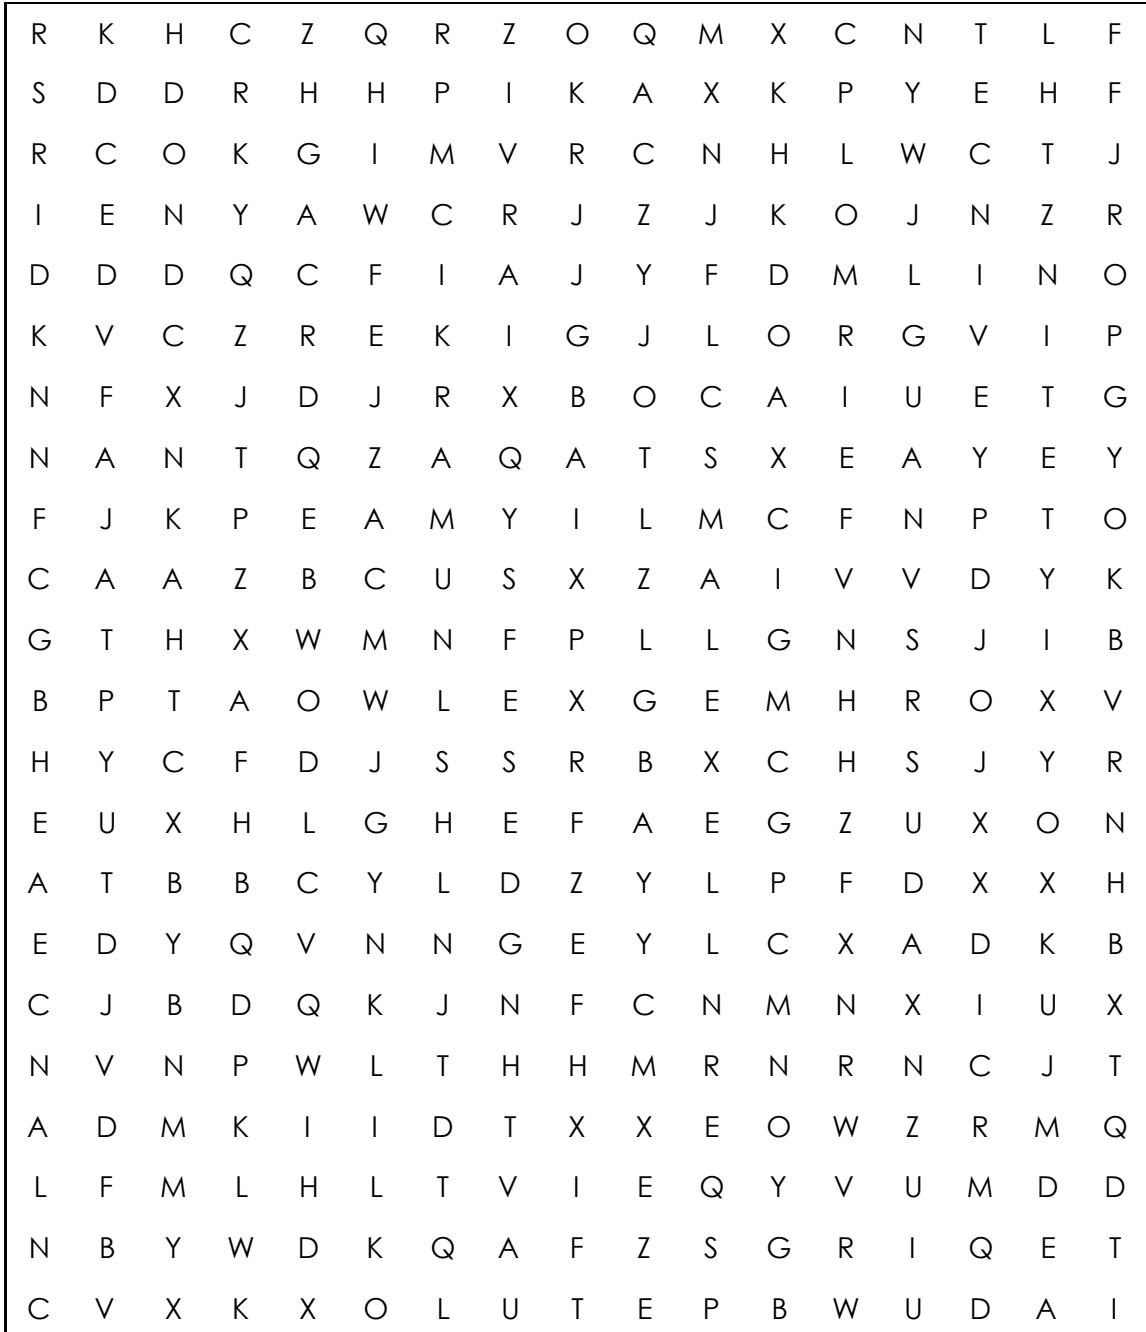 R K H C Z Q R Z O Q M X C N T L F
S D D R H H P I K A X K P Y E H F
R C O K G I M V R C N H L W C T J
I E N Y A W C R J Z J K O J N Z R
D D D Q C F I A J Y F D M L I N O
K V C Z R E K I G J L O R G V I P
N F X J D J R X B O C A I U E T G
N A N T Q Z A Q A T S X E A Y E Y
F J K P E A M Y I L M C F N P T O
C A A Z B C U S X Z A I V V D Y K
G T H X W M N F P L L G N S J I B
B P T A O W L E X G E M H R O X V
H Y C F D J S S R B X C H S J Y R
E U X H L G H E F A E G Z U X O N
A T B B C Y L D Z Y L P F D X X H
E D Y Q V N N G E Y L C X A D K B
C J B D Q K J N F C N M N X I U X
N V N P W L T H H M R N R N C J T
A D M K I I D T X X E O W Z R M Q
L F M L H L T V I E Q Y V U M D D
N B Y W D K Q A F Z S G R I Q E T
C V X K X O L U T E P B W U D A I